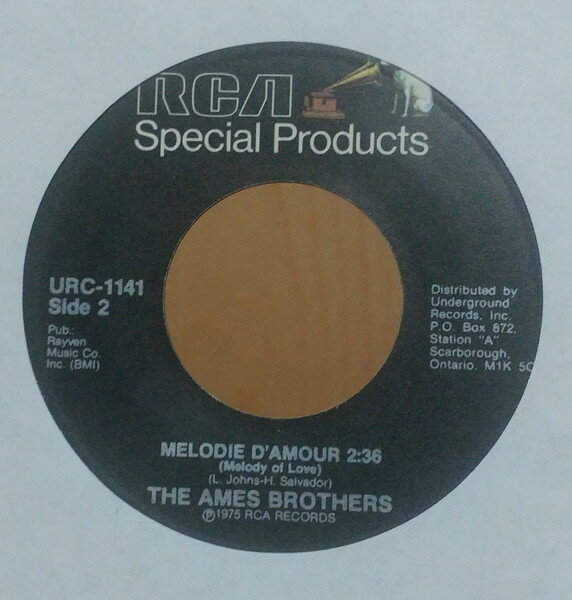 RCA
Special Products
URC-1141
Side 2
Pub.:
Rayven
Music Co.
Inc. (BMI)
Distributed by
Underground
Records, Inc.
P.O. Box 872,
Station "A"
Scarborough,
Ontario. M1K 5C
MELODIE D'AMOUR 2:36
(Melody of Love)
(L. Johns-H. Salvador)
THE AMES BROTHERS
℗1975 RCA RECORDS